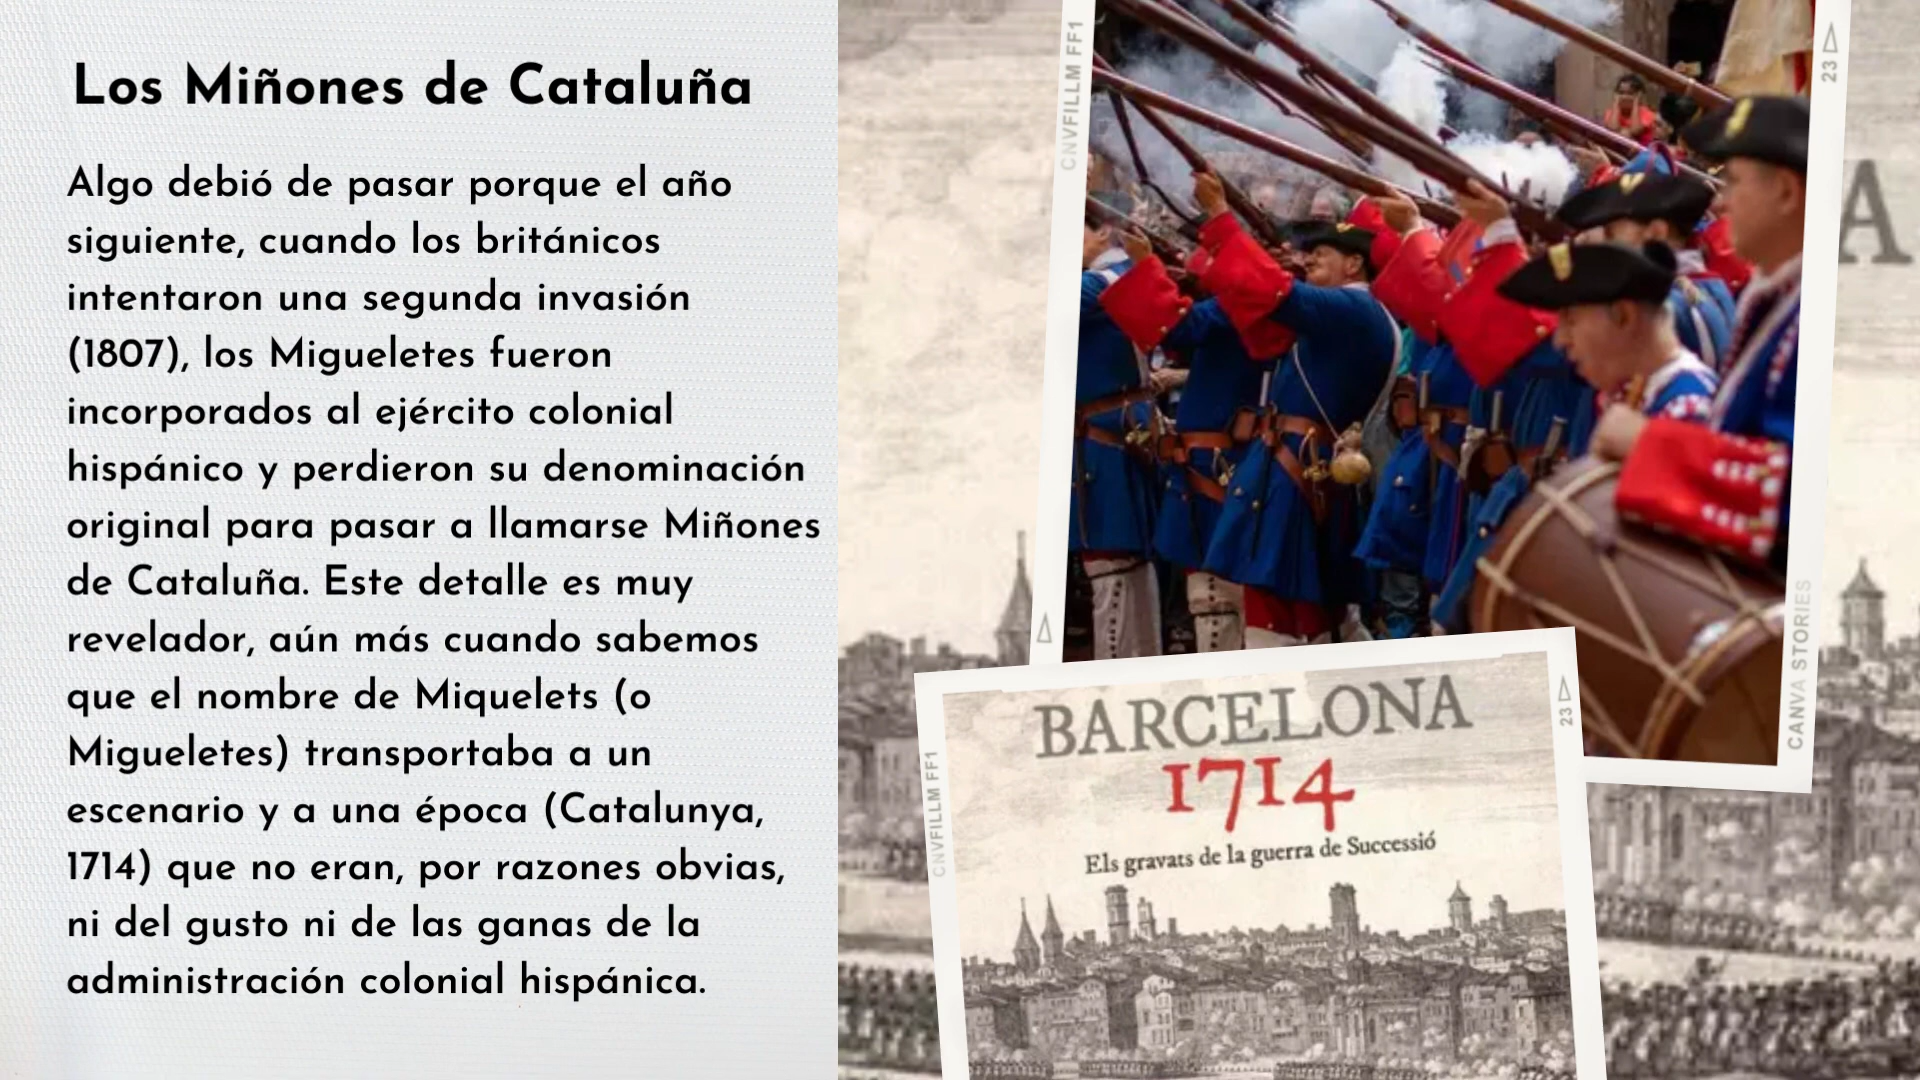 Los Miñones de Cataluña
Algo debió de pasar porque el año
siguiente, cuando los británicos
intentaron una segunda invasión
(1807), los Migueletes fueron
incorporados al ejército colonial
hispánico y perdieron su denominación
original para pasar a llamarse Miñones
de Cataluña. Este detalle es muy
revelador, aún más cuando sabemos
que el nombre de Miquelets (o
Migueletes) transportaba a un
escenario y a una época (Catalunya,
1714) que no eran, por razones obvias,
ni del gusto ni de las ganas de la
administración colonial hispánica.
CNVFILLM FF1
23
A
CANVA STORIES
BARCELONA
1714
Els gravats de la guerra de Successió
CNVFILLM FF1
23